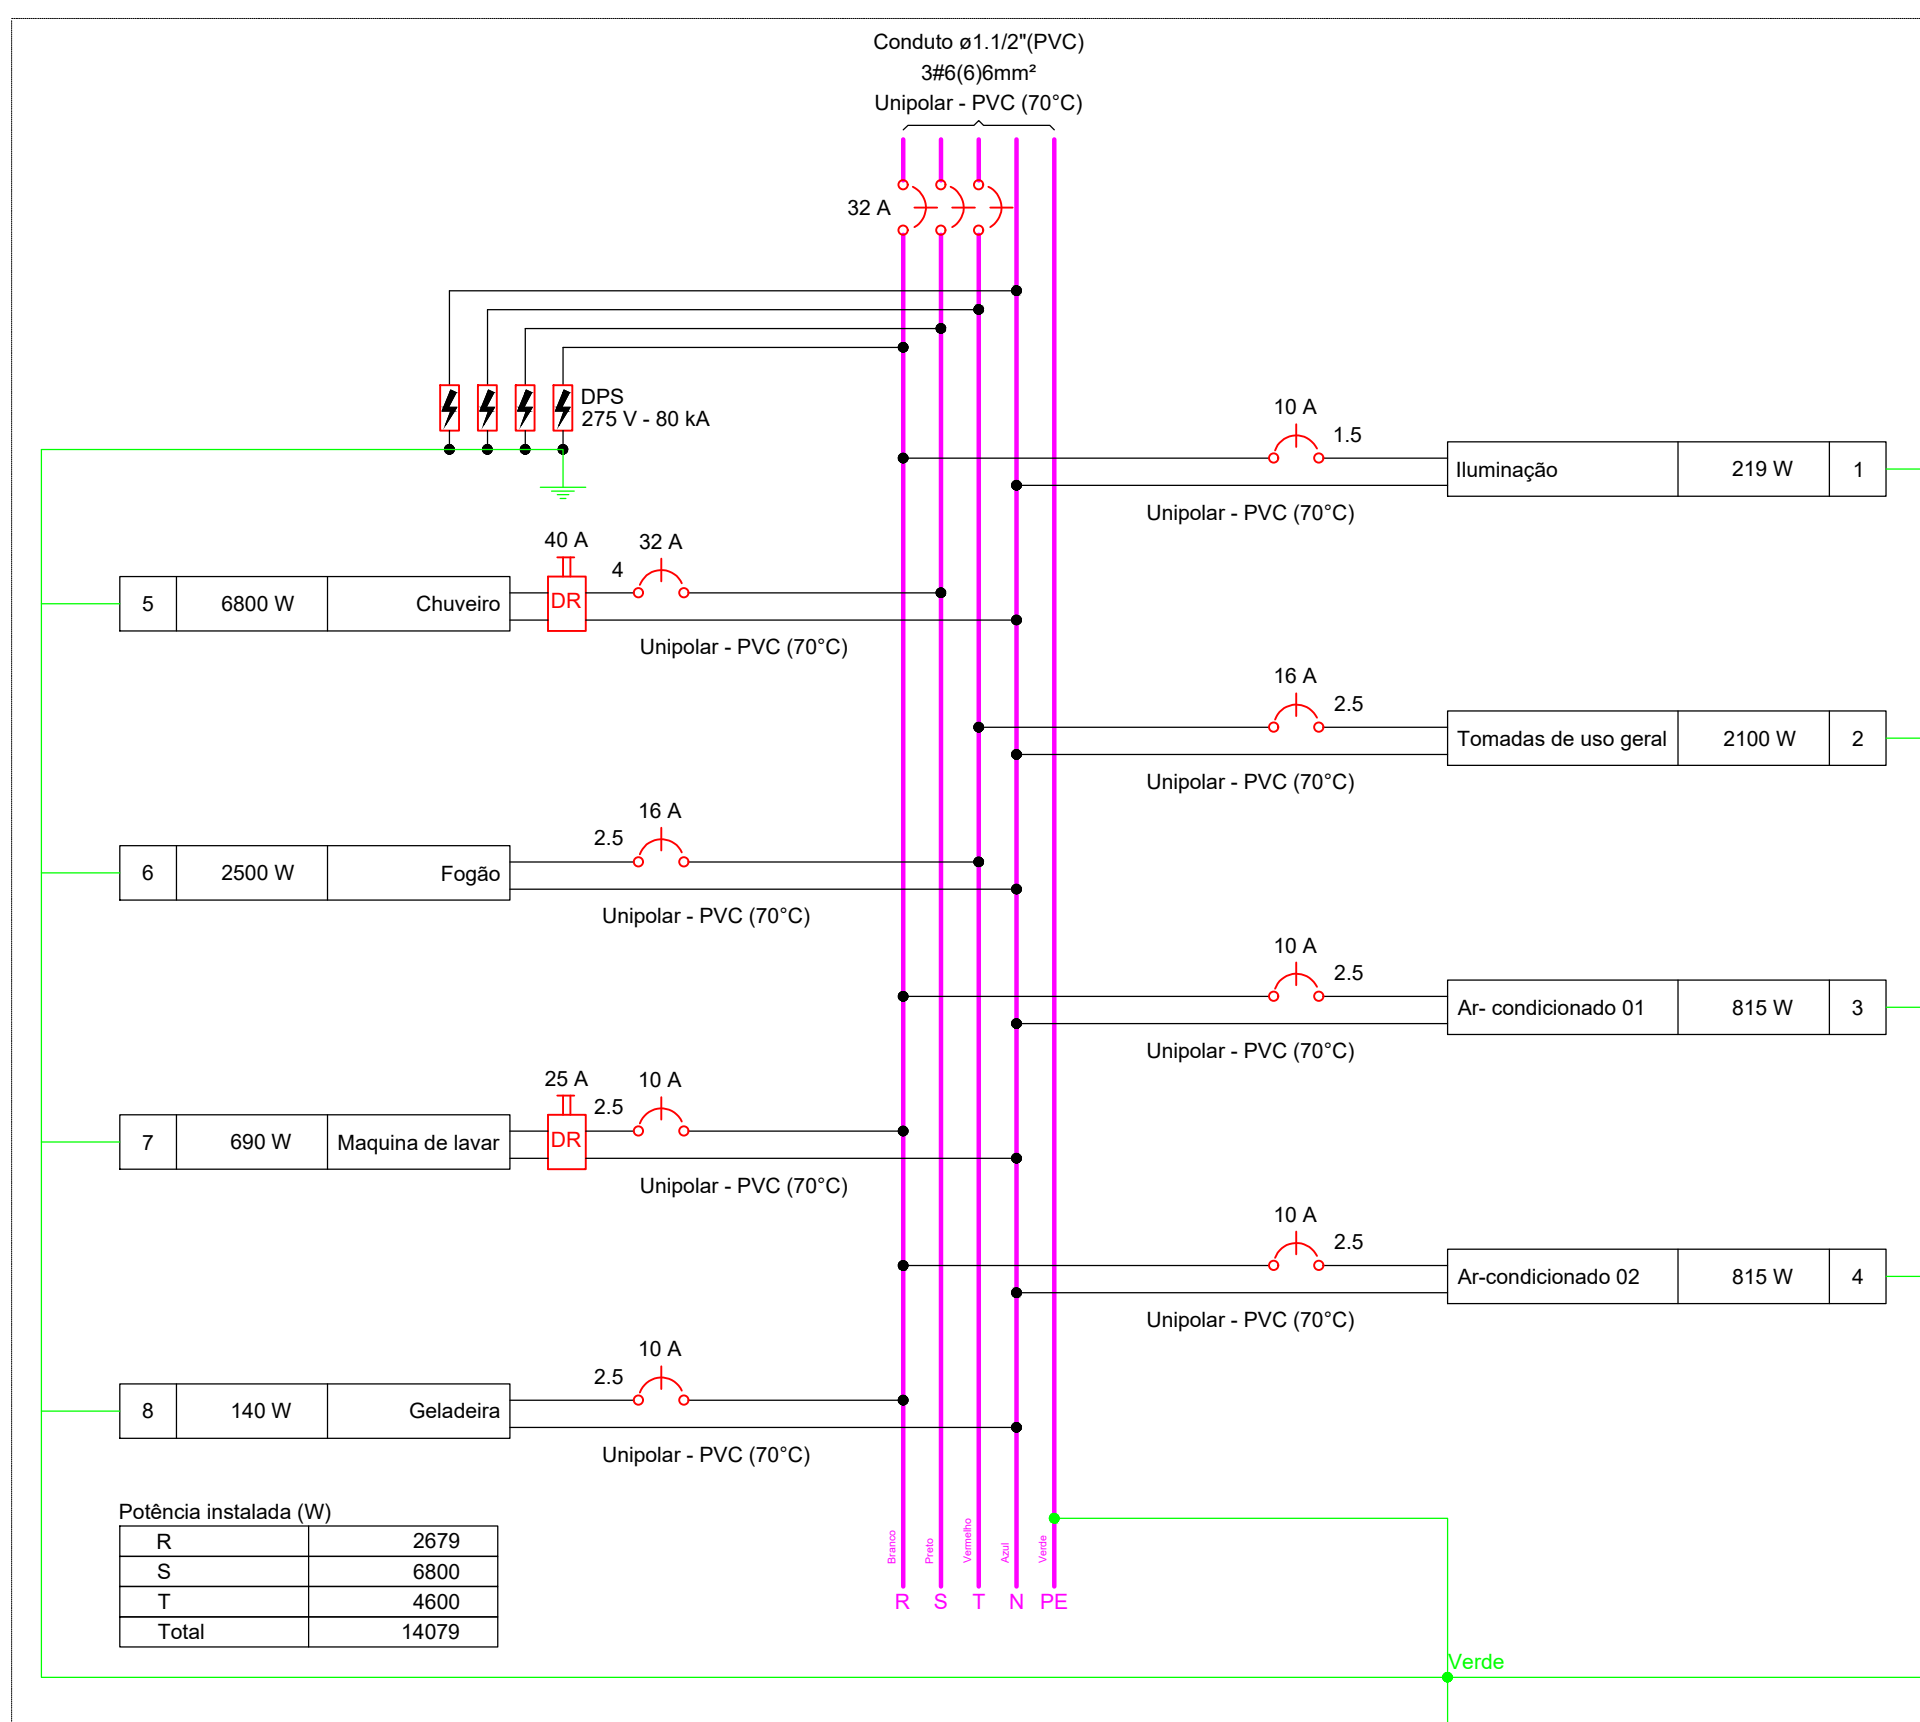 Conduto ø1.1/2"(PVC)
3#6(6)6mm²
Unipolar - PVC (70°C)
32 A
DPS
275 V - 80 kA
10 A
1.5
Iluminação 219 W 1
Unipolar - PVC (70°C)
40 A
32 A
4
5 6800 W Chuveiro DR
Unipolar - PVC (70°C)
16 A
2.5
Tomadas de uso geral 2100 W 2
Unipolar - PVC (70°C)
16 A
2.5
6 2500 W Fogão
Unipolar - PVC (70°C)
10 A
2.5
Ar- condicionado 01 815 W 3
Unipolar - PVC (70°C)
25 A
10 A
2.5
7 690 W Maquina de lavar DR
Unipolar - PVC (70°C)
10 A
2.5
Ar-condicionado 02 815 W 4
Unipolar - PVC (70°C)
10 A
2.5
8 140 W Geladeira
Unipolar - PVC (70°C)
Potência instalada (W)
R 2679
S 6800
T 4600
Total 14079
Branco
Preto
Vermelho
Azul
Verde
R S T N PE
Verde